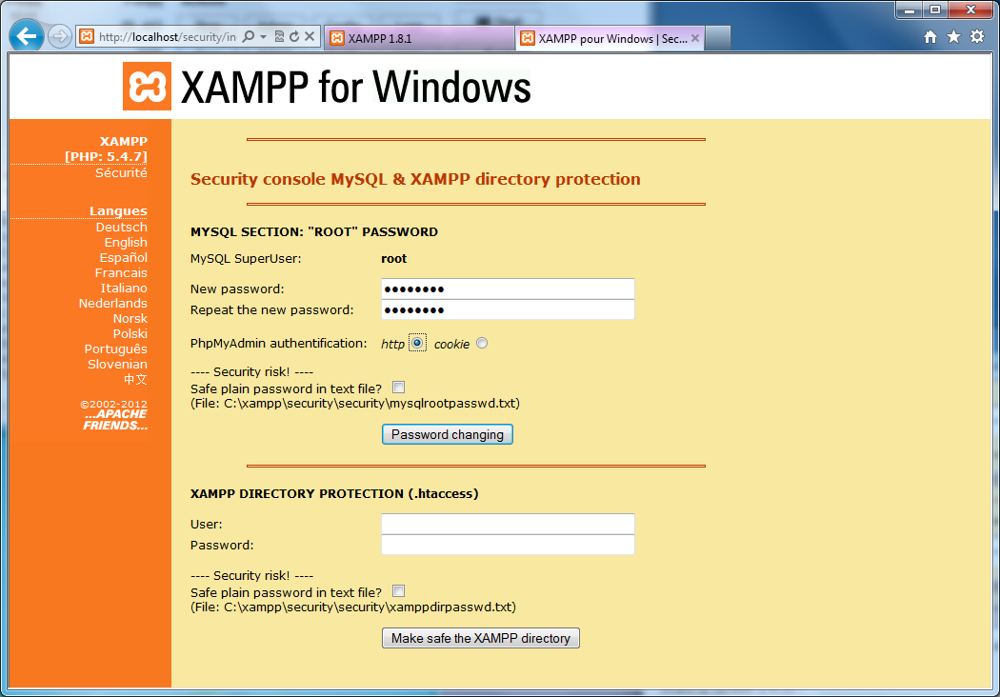 http://localhost/security/in
XAMPP 1.8.1
XAMPP pour Windows | Sec...
XAMPP for Windows
XAMPP
[PHP: 5.4.7]
Sécurité
Langues
Deutsch
English
Español
Francais
Italiano
Nederlands
Norsk
Polski
Português
Slovenian
中文
©2002-2012
...APACHE
FRIENDS...
Security console MySQL & XAMPP directory protection
MYSQL SECTION: "ROOT" PASSWORD
MySQL SuperUser: root
New password: ●●●●●●●●
Repeat the new password: ●●●●●●●●
PhpMyAdmin authentification: http cookie
---- Security risk! ----
Safe plain password in text file?
(File: C:\xampp\security\security\mysqlrootpasswd.txt)
Password changing
XAMPP DIRECTORY PROTECTION (.htaccess)
User:
Password:
---- Security risk! ----
Safe plain password in text file?
(File: C:\xampp\security\security\xamppdirpasswd.txt)
Make safe the XAMPP directory